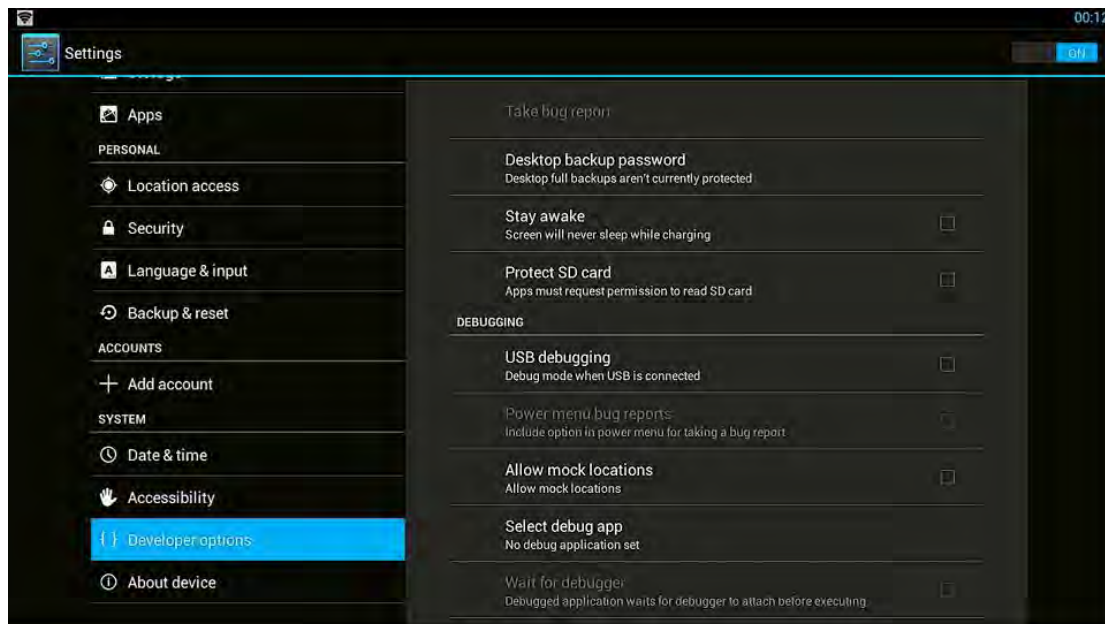 00:12
Settings
ON
Apps
PERSONAL
Location access
Security
Language & input
Backup & reset
ACCOUNTS
Add account
SYSTEM
Date & time
Accessibility
{ } Developer options
About device
Take bug report
Desktop backup password
Desktop full backups aren't currently protected
Stay awake
Screen will never sleep while charging
Protect SD card
Apps must request permission to read SD card
DEBUGGING
USB debugging
Debug mode when USB is connected
Power menu bug reports
Include option in power menu for taking a bug report
Allow mock locations
Allow mock locations
Select debug app
No debug application set
Wait for debugger
Debugged application waits for debugger to attach before executing